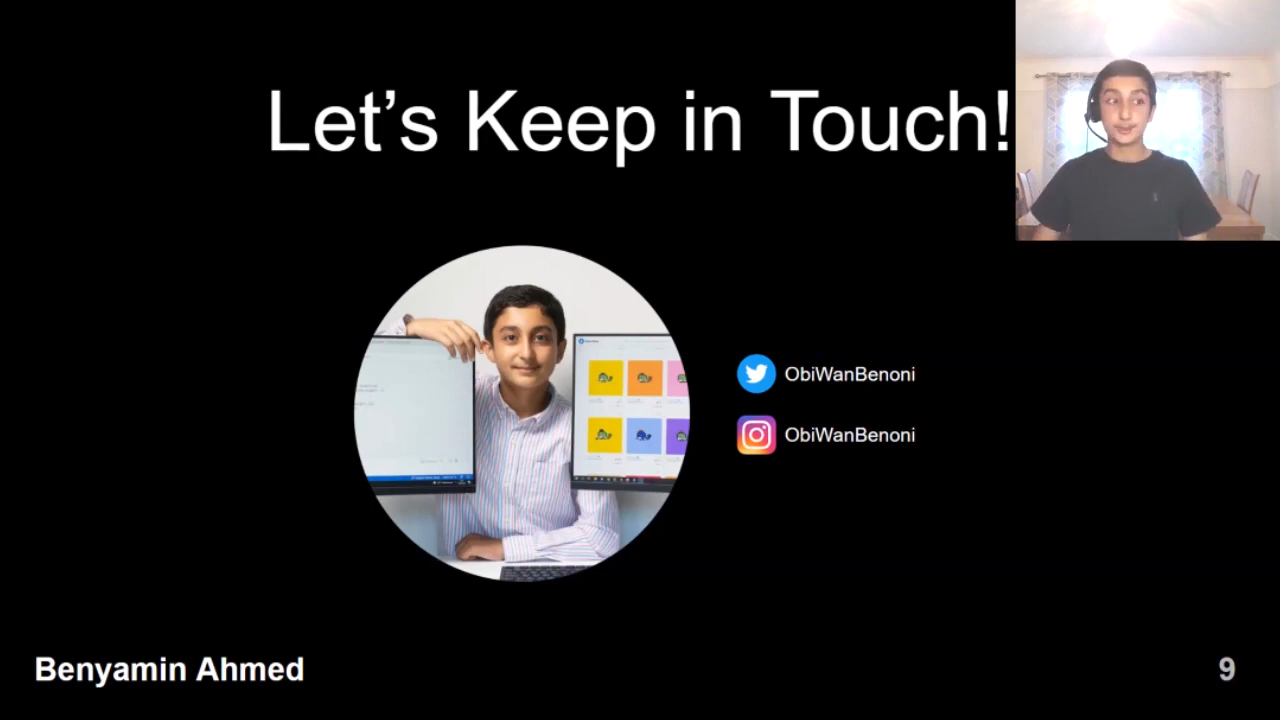 Let’s Keep in Touch!
ObiWanBenoni
ObiWanBenoni
Benyamin Ahmed
9